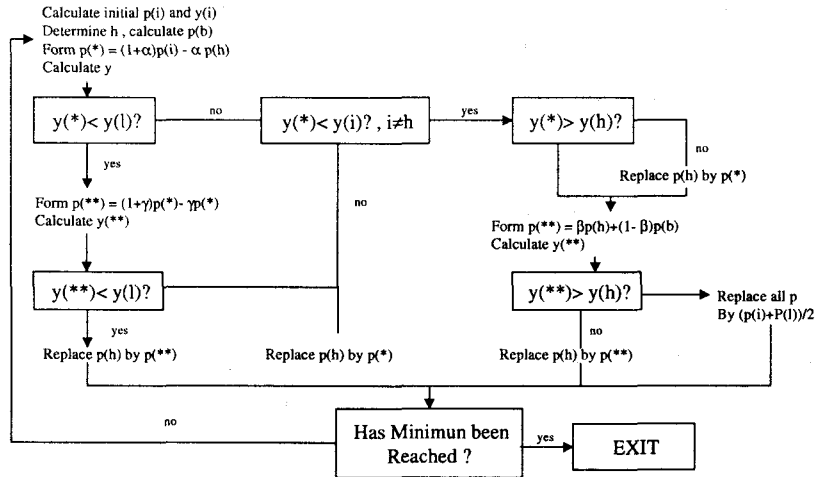 Calculate initial p(i) and y(i)
Determine h , calculate p(b)
Form p(*) = (1+α)p(i) - α p(h)
Calculate y
y(*)< y(l)?
no
y(*)< y(i)? , i≠h
yes
y(*)> y(h)?
yes
no
Replace p(h) by p(*)
Form p(**) = (1+γ)p(*)- γp(*)
Calculate y(**)
no
Form p(**) = βp(h)+(1- β)p(b)
Calculate y(**)
y(**)< y(l)?
y(**)> y(h)?
Replace all p
By (p(i)+P(l))/2
yes
no
Replace p(h) by p(**)
Replace p(h) by p(*)
Replace p(h) by p(**)
no
Has Minimun been
Reached ?
yes
EXIT